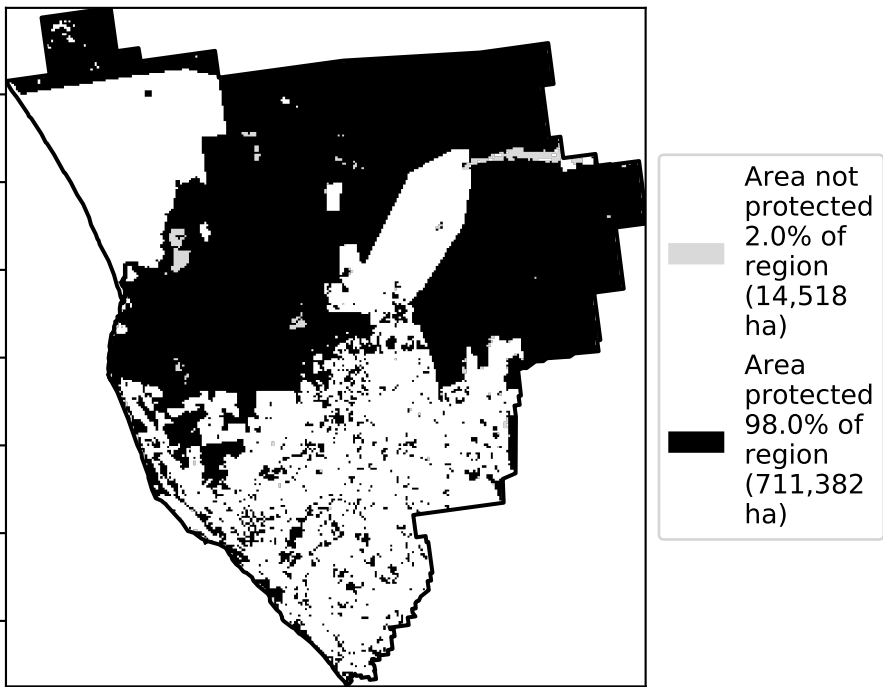 Area not
protected
2.0% of
region
(14,518
ha)
Area
protected
98.0% of
region
(711,382
ha)